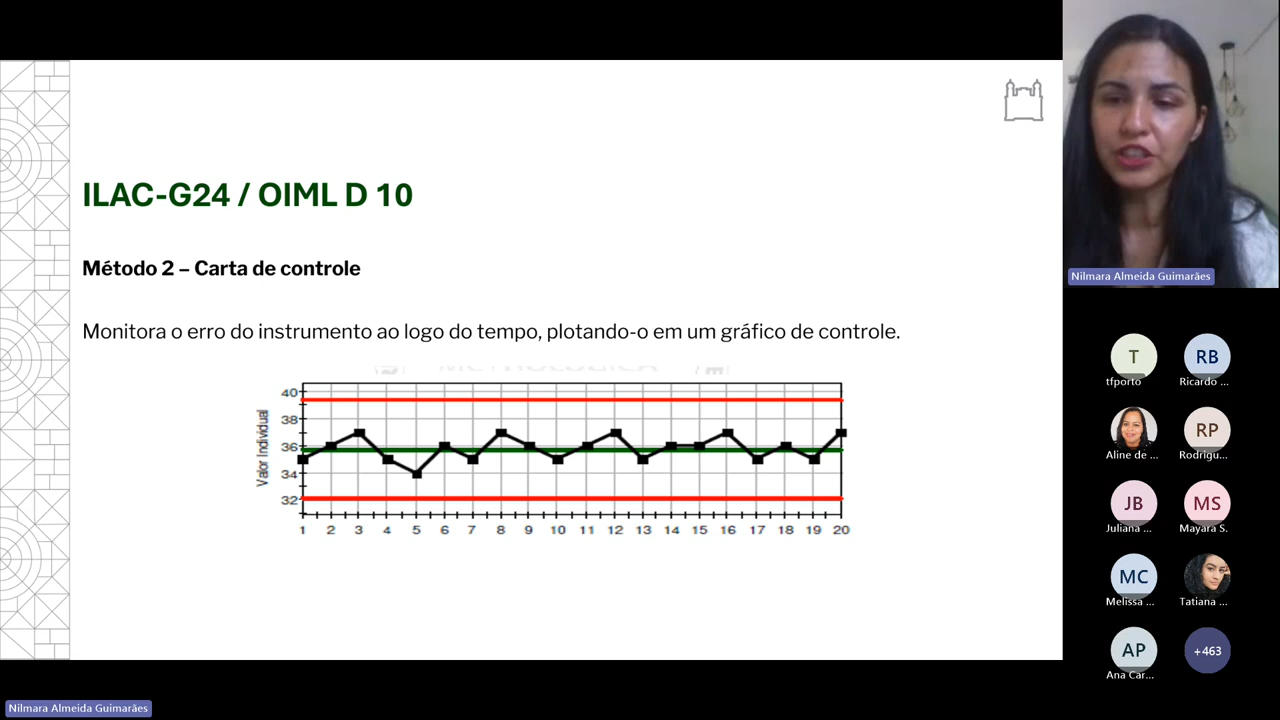 ILAC-G24 / OIML D 10
Método 2 – Carta de controle
Monitora o erro do instrumento ao logo do tempo, plotando-o em um gráfico de controle.
Valor Individual
40
38
36
34
32
1 2 3 4 5 6 7 8 9 10 11 12 13 14 15 16 17 18 19 20
Nilmara Almeida Guimarães
T RB
tfporto Ricardo ...
RP
Aline de ... Rodrigu...
JB MS
Juliana ... Mayara S.
MC
Melissa ... Tatiana ...
AP +463
Ana Car...
Nilmara Almeida Guimarães